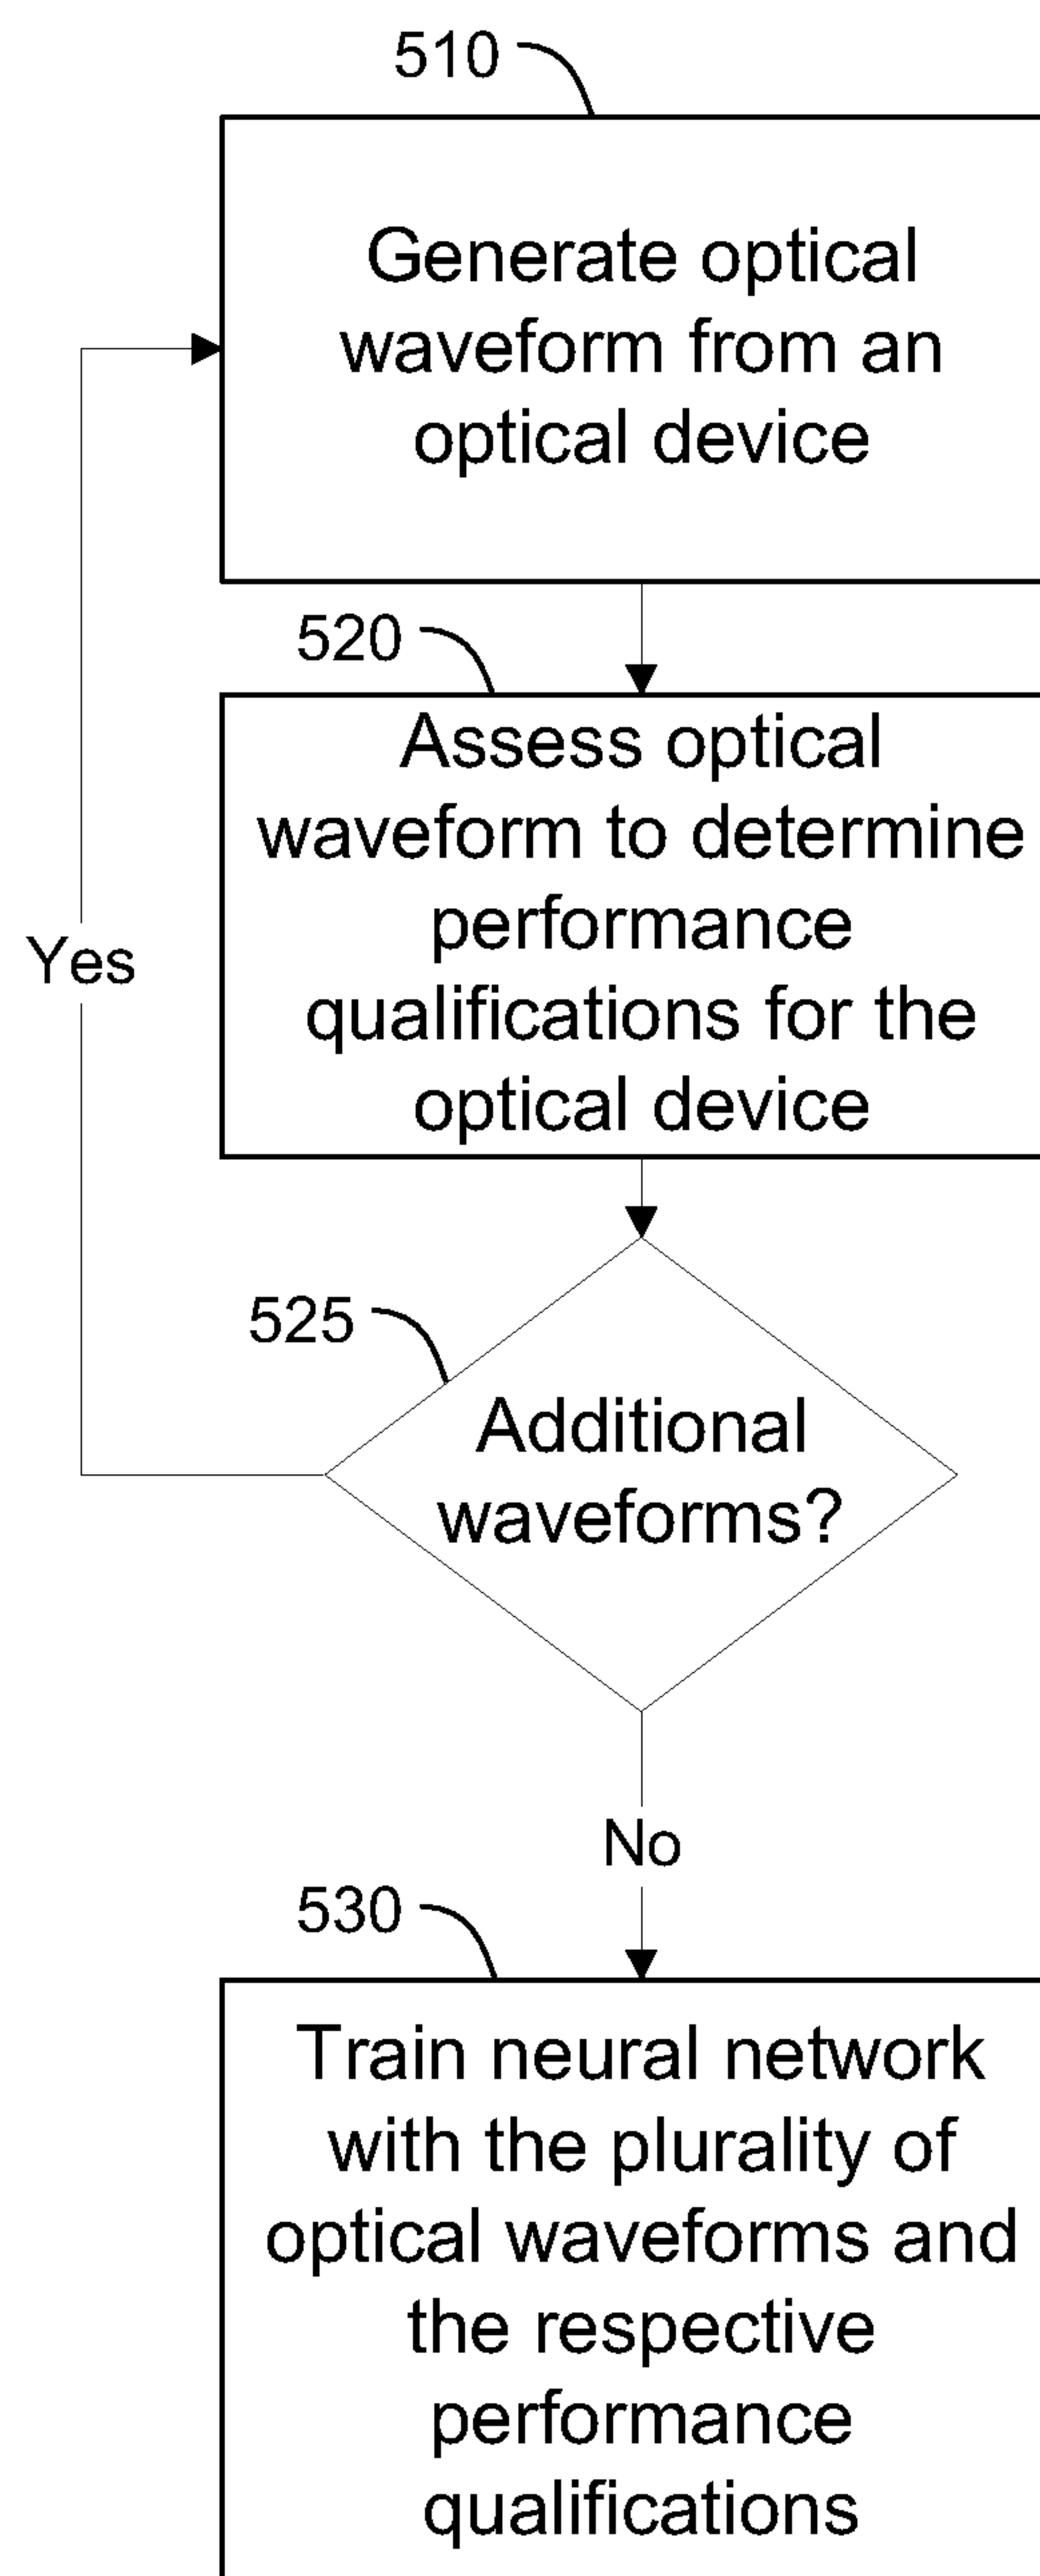 510
Generate optical
waveform from an
optical device
520
Assess optical
waveform to determine
performance
qualifications for the
optical device
Yes
525
Additional
waveforms?
No
530
Train neural network
with the plurality of
optical waveforms and
the respective
performance
qualifications